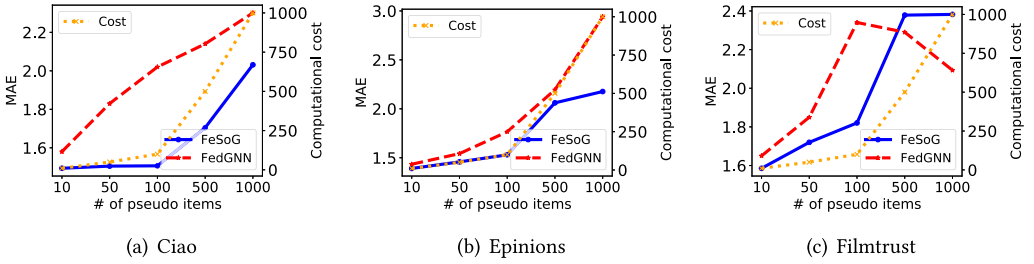 Cost
2.2
2.0
1.8
1.6
MAE
1000
750
500
250
0
Computational cost
FeSoG
FedGNN
10 50 100 500 1000
# of pseudo items
(a) Ciao
Cost
3.0
2.5
2.0
1.5
MAE
1000
750
500
250
0
Computational cost
FeSoG
FedGNN
10 50 100 500 1000
# of pseudo items
(b) Epinions
Cost
2.4
2.2
2.0
1.8
1.6
MAE
1000
750
500
250
0
Computational cost
FeSoG
FedGNN
10 50 100 500 1000
# of pseudo items
(c) Filmtrust